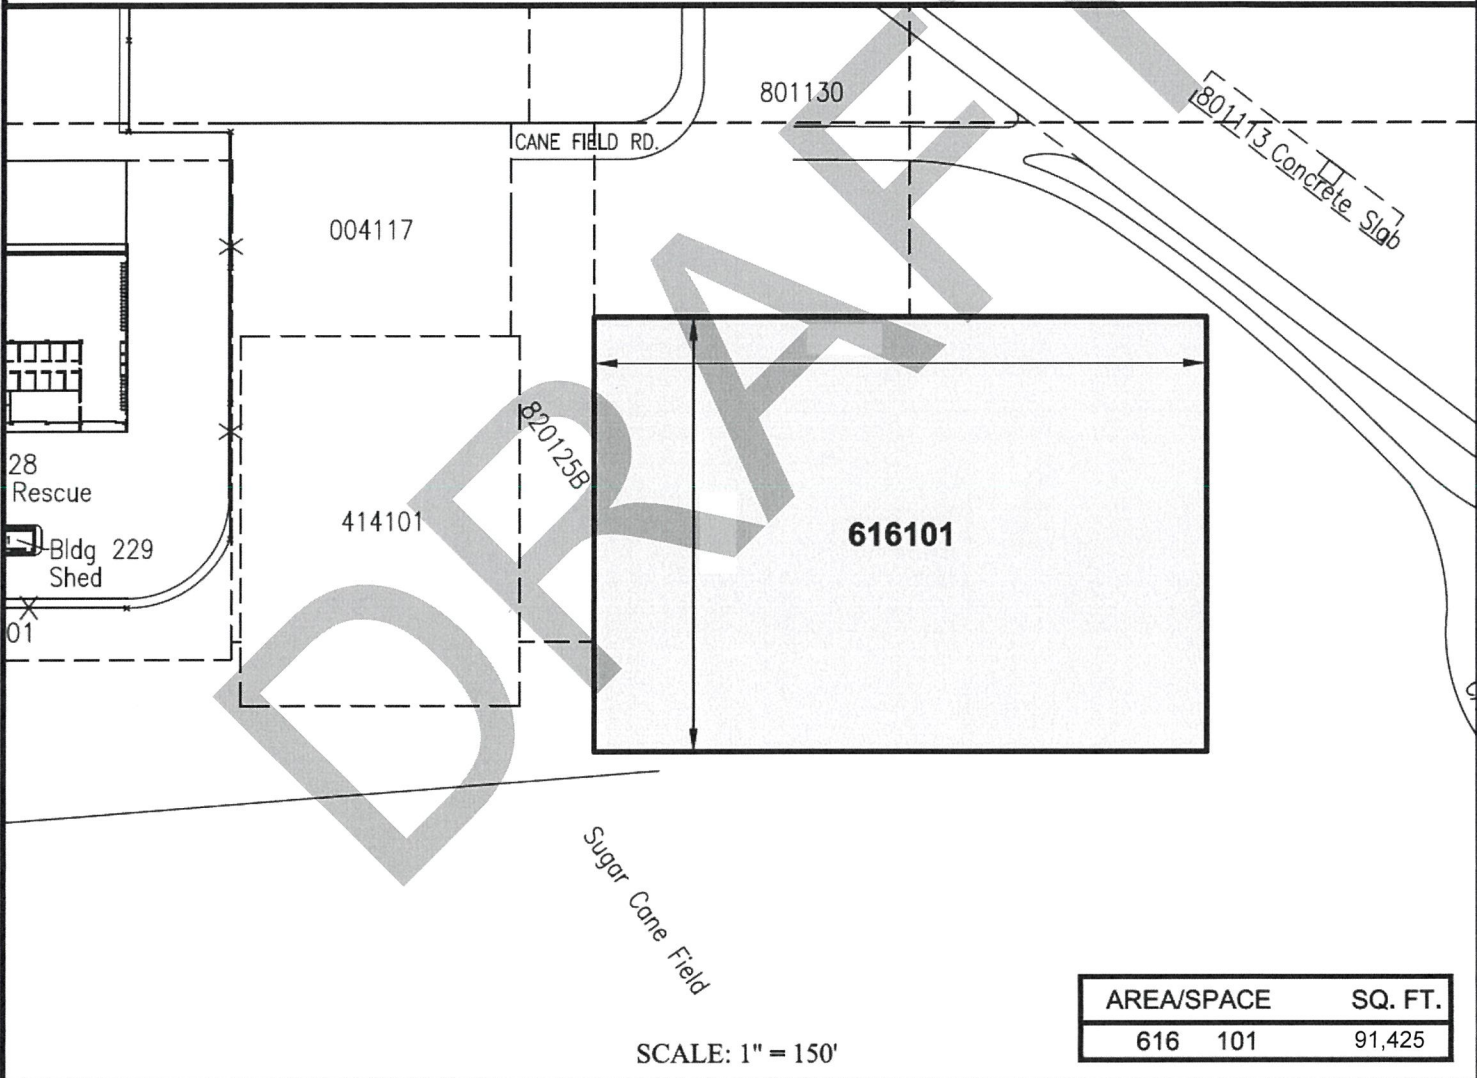 801130
801113 Concrete Slab
CANE FIELD RD.
004117
820125B
28
Rescue
414101
616101
Bldg 229
Shed
01
DRAFT
Sugar Cane Field
AREA/SPACE SQ. FT.
616 101 91,425
SCALE: 1" = 150'